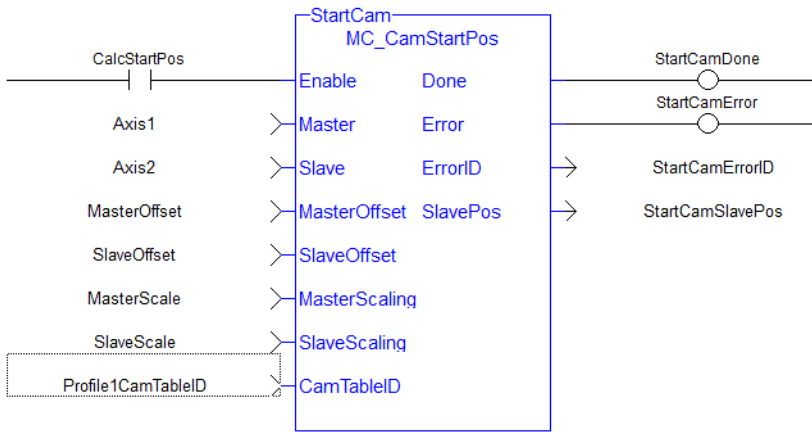 StartCam
MC_CamStartPos
CalcStartPos Enable Done StartCamDone
StartCamError
Axis1 Master Error
Axis2 Slave ErrorID StartCamErrorID
MasterOffset MasterOffset SlavePos StartCamSlavePos
SlaveOffset SlaveOffset
MasterScale MasterScaling
SlaveScale SlaveScaling
Profile1CamTableID CamTableID